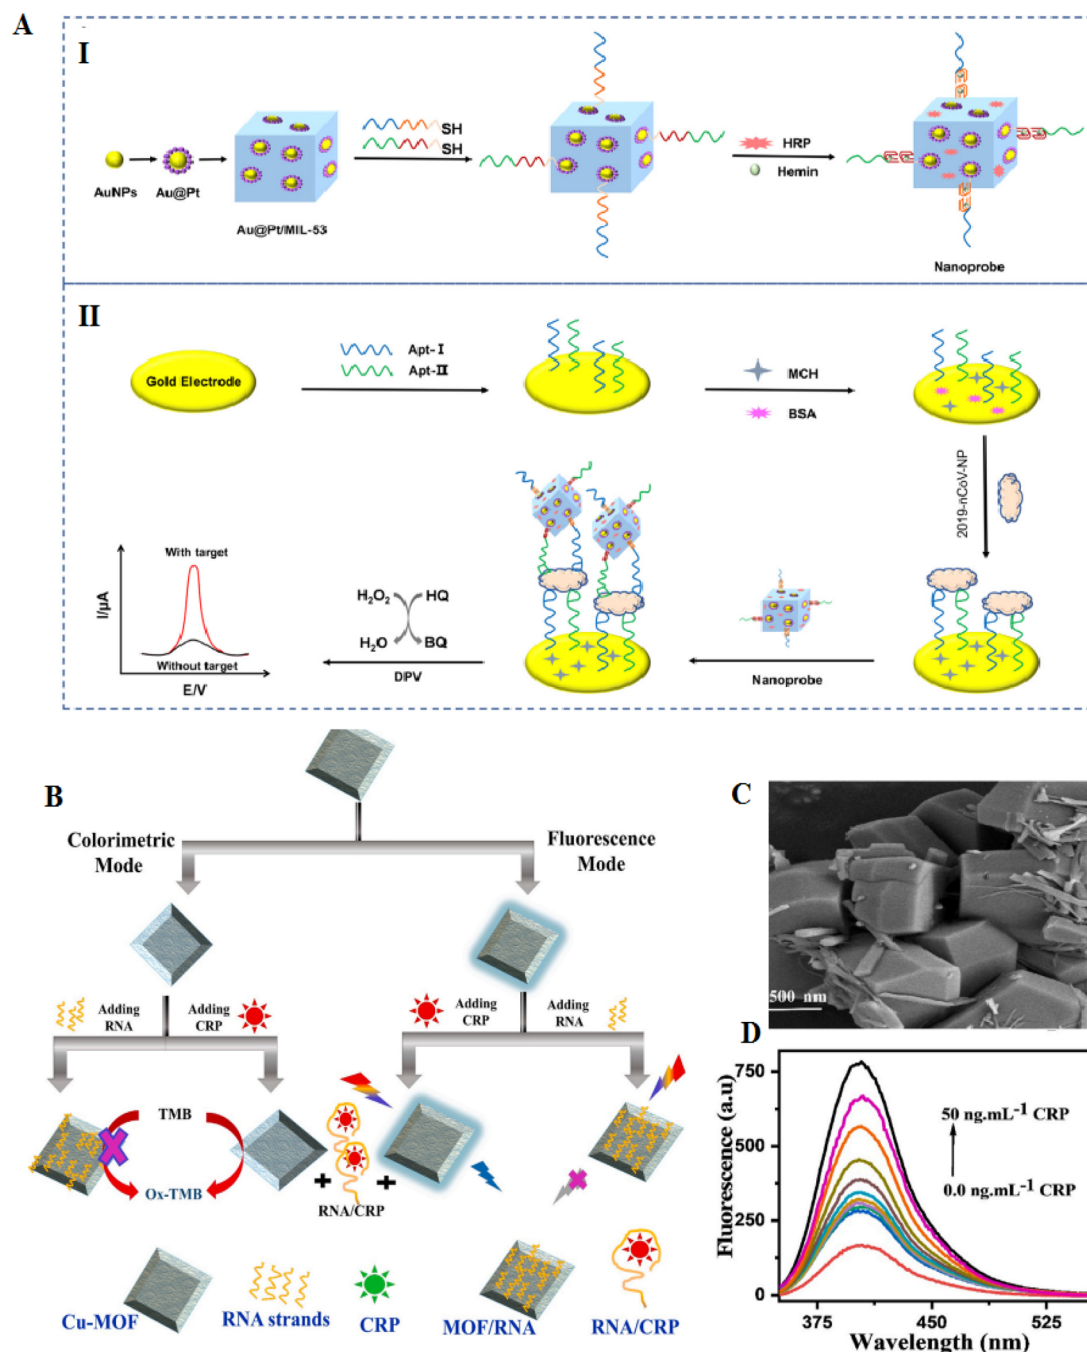 A
I
SH
SH
HRP
Hemin
AuNPs
Au@Pt
Au@Pt/MIL-53
Nanoprobe
II
Gold Electrode
Apt-I
Apt-II
MCH
BSA
2019-nCoV-NP
With target
I/μA
Without target
E/V
H2O2
HQ
H2O
BQ
DPV
Nanoprobe
B
Colorimetric
Mode
Fluorescence
Mode
Adding
RNA
Adding
CRP
Adding
CRP
Adding
RNA
TMB
Ox-TMB
RNA/CRP
Cu-MOF
RNA strands
CRP
MOF/RNA
RNA/CRP
C
500 nm
D
Fluorescence (a.u)
750
500
250
0
50 ng.mL-1 CRP
0.0 ng.mL-1 CRP
375
450
525
Wavelength (nm)